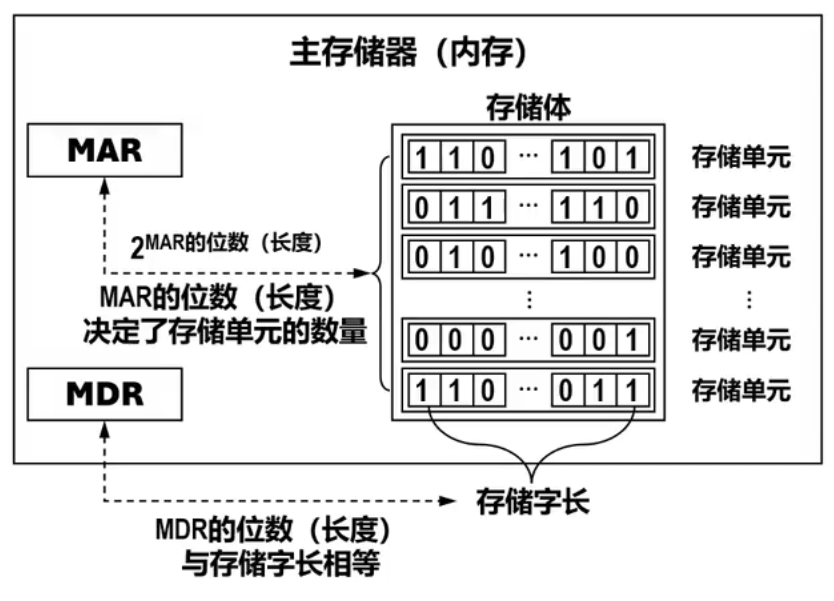 主存储器（内存）
存储体
MAR
1 1 0 ··· 1 0 1 存储单元
0 1 1 ··· 1 1 0 存储单元
2^MAR的位数（长度）
0 1 0 ··· 1 0 0 存储单元
MAR的位数（长度）
决定了存储单元的数量
⋮ ⋮
0 0 0 ··· 0 0 1 存储单元
MDR
1 1 0 ··· 0 1 1 存储单元
存储字长
MDR的位数（长度）
与存储字长相等